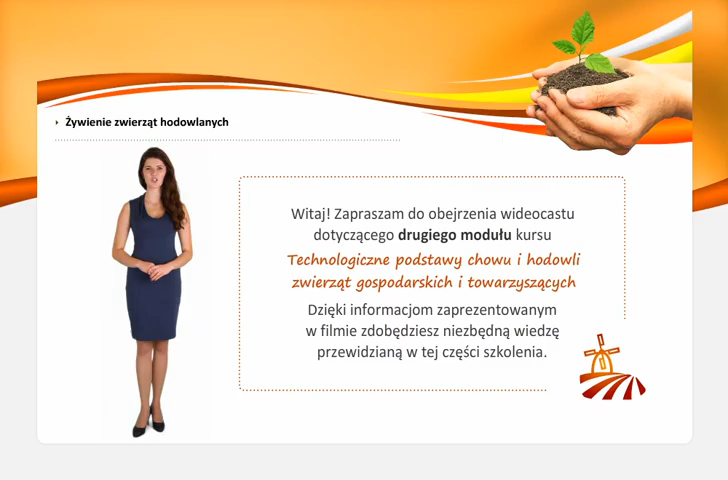 Żywienie zwierząt hodowlanych
Witaj! Zapraszam do obejrzenia wideocastu
dotyczącego drugiego modułu kursu
Technologiczne podstawy chowu i hodowli
zwierząt gospodarskich i towarzyszących
Dzięki informacjom zaprezentowanym
w filmie zdobędziesz niezbędną wiedzę
przewidzianą w tej części szkolenia.